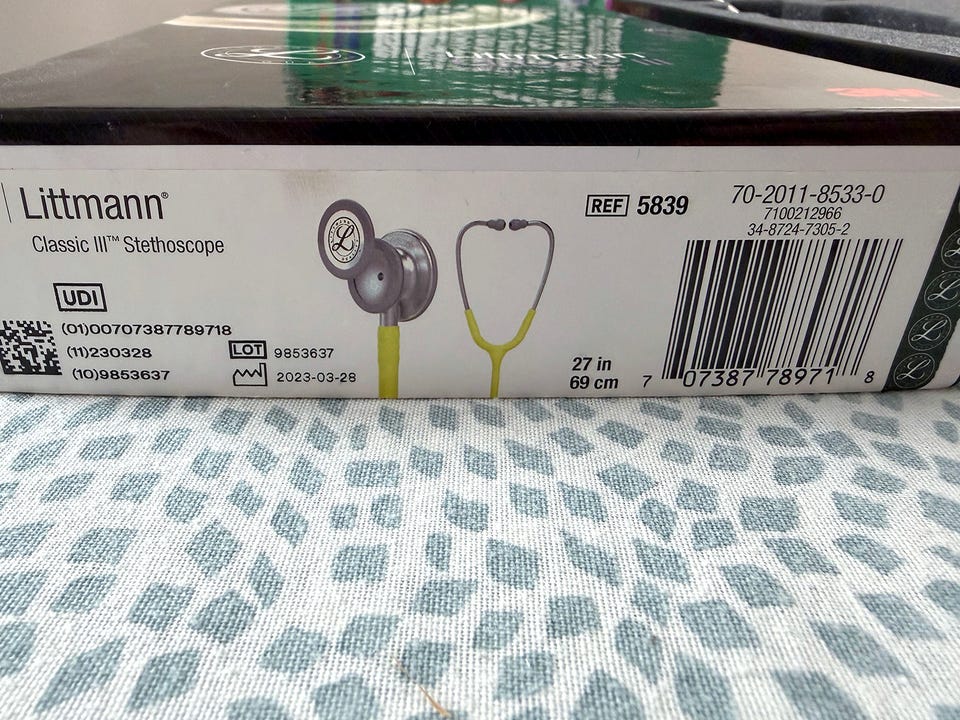 Littmann
Littmann®
Classic III™ Stethoscope
UDI
(01)00707387789718
(11)230328
(10)9853637
LOT 9853637
2023-03-28
REF 5839
27 in
69 cm
70-2011-8533-0
7100212966
34-8724-7305-2
7 07387 78971 8